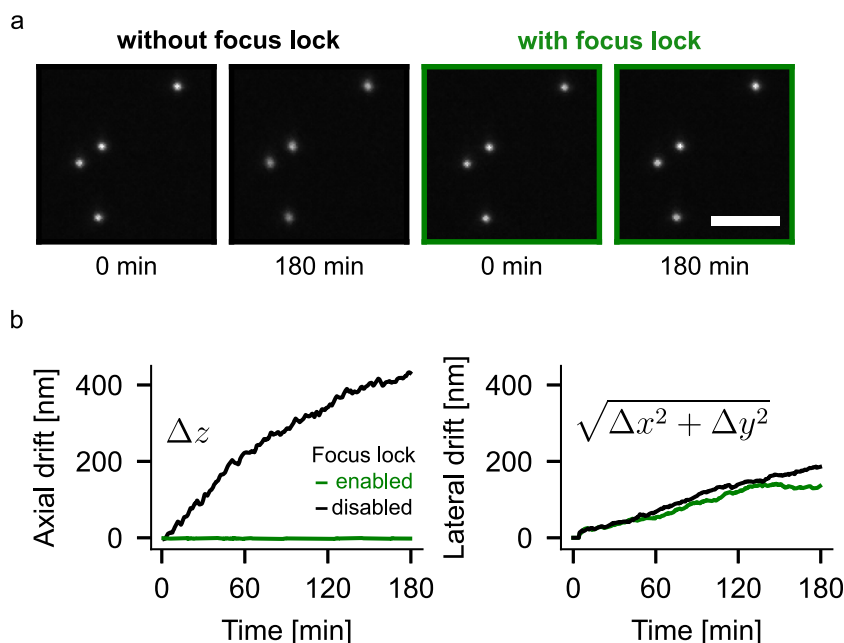 a
without focus lock with focus lock
0 min 180 min 0 min 180 min
b
Axial drift [nm]
400
200
0
Δz
Focus lock
enabled
disabled
0 60 120 180
Time [min]
Lateral drift [nm]
400
200
0
√Δx² + Δy²
0 60 120 180
Time [min]